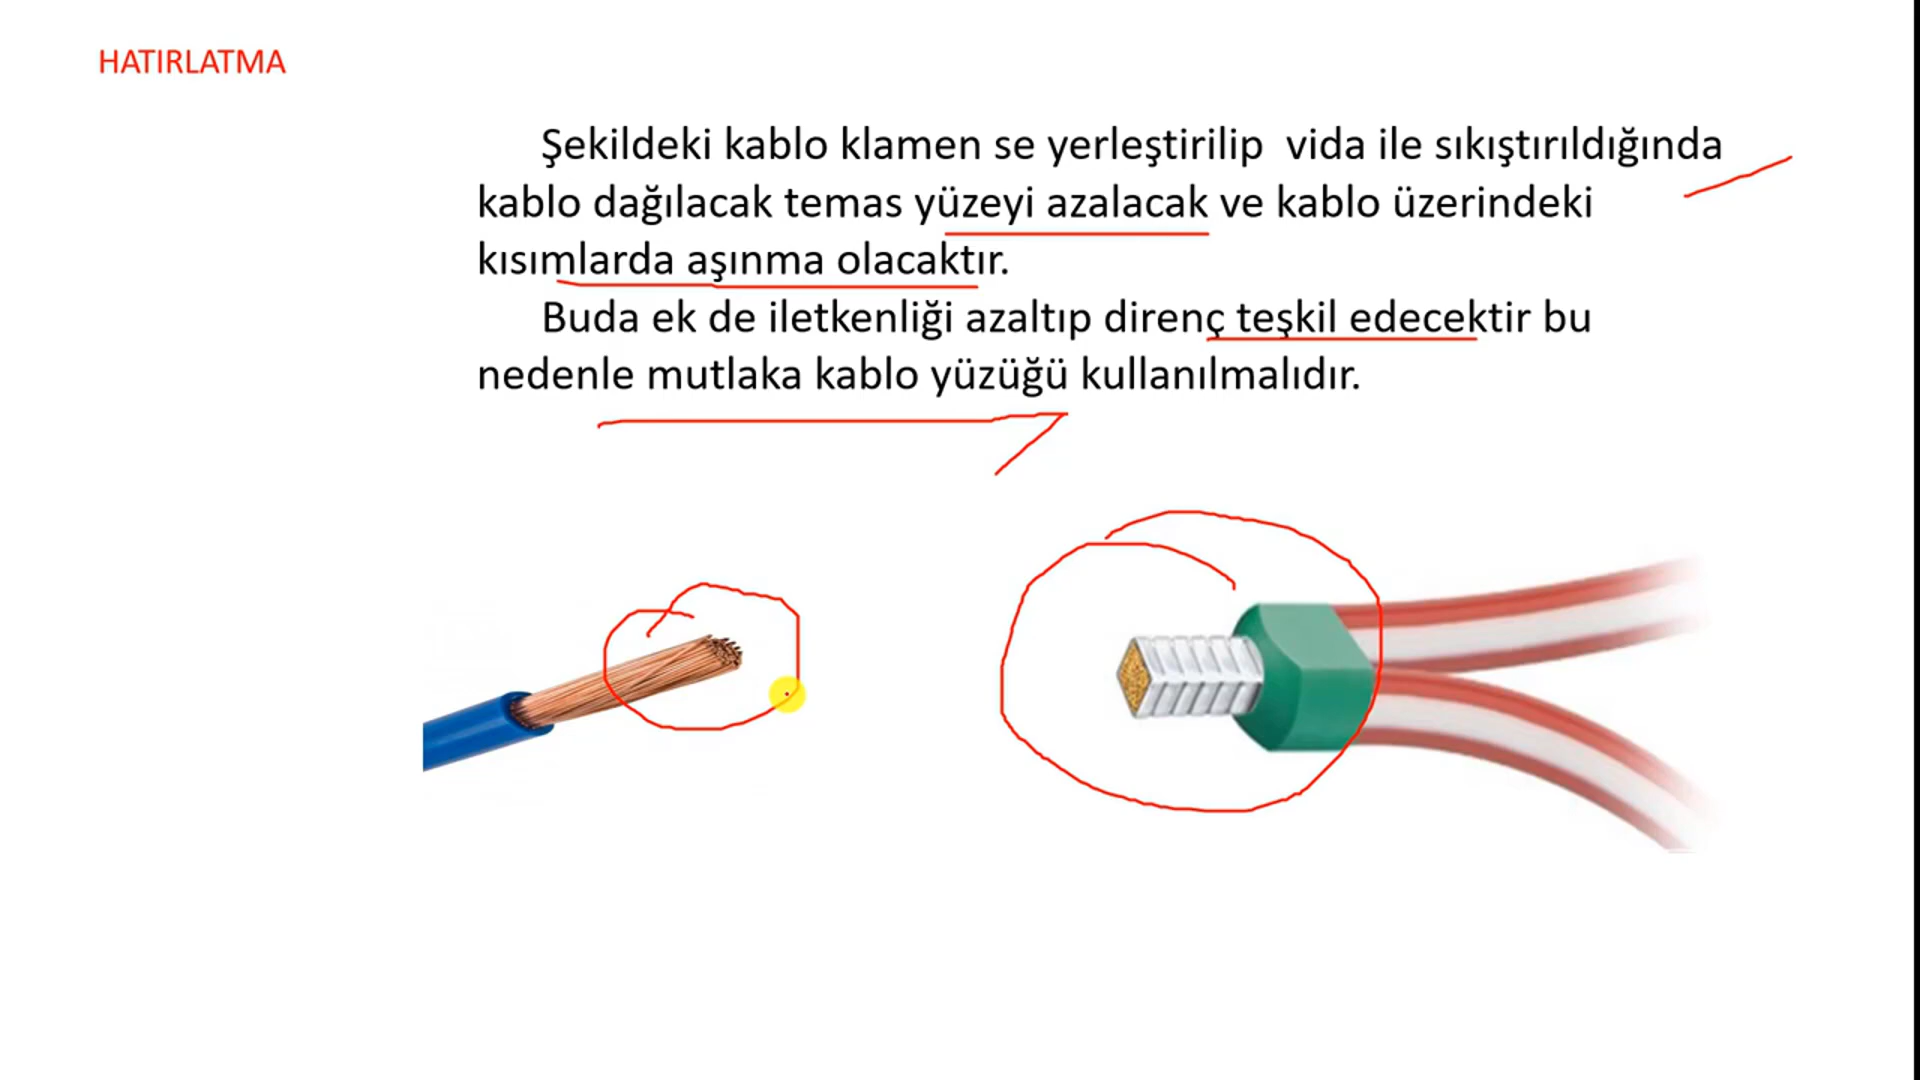 HATIRLATMA
Şekildeki kablo klamen se yerleştirilip vida ile sıkıştırıldığında
kablo dağılacak temas yüzeyi azalacak ve kablo üzerindeki
kısımlarda aşınma olacaktır.
Buda ek de iletkenliği azaltıp direnç teşkil edecektir bu
nedenle mutlaka kablo yüzüğü kullanılmalıdır.